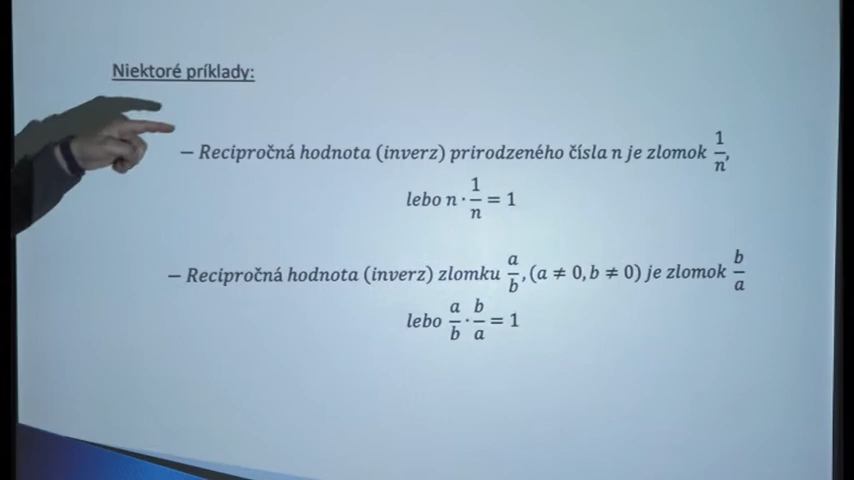 Niektoré príklady:
− Recipročná hodnota (inverz) prirodzeného čísla n je zlomok 1/n,
lebo n · 1/n = 1
− Recipročná hodnota (inverz) zlomku a/b, (a ≠ 0, b ≠ 0) je zlomok b/a
lebo a/b · b/a = 1